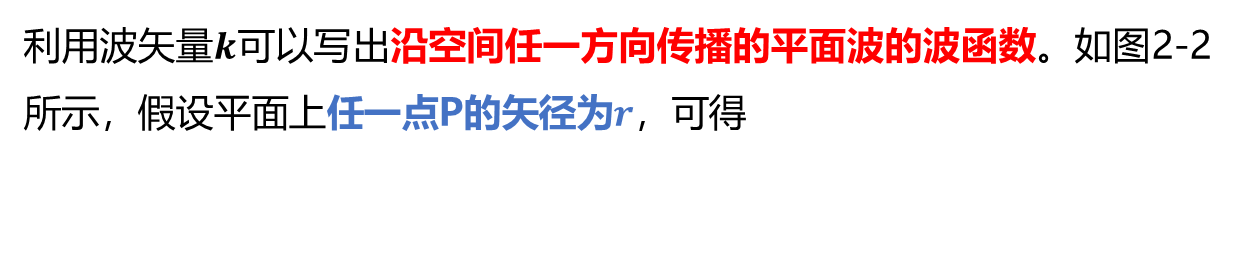 利用波矢量k可以写出沿空间任一方向传播的平面波的波函数。如图2-2
所示，假设平面上任一点P的矢径为r，可得